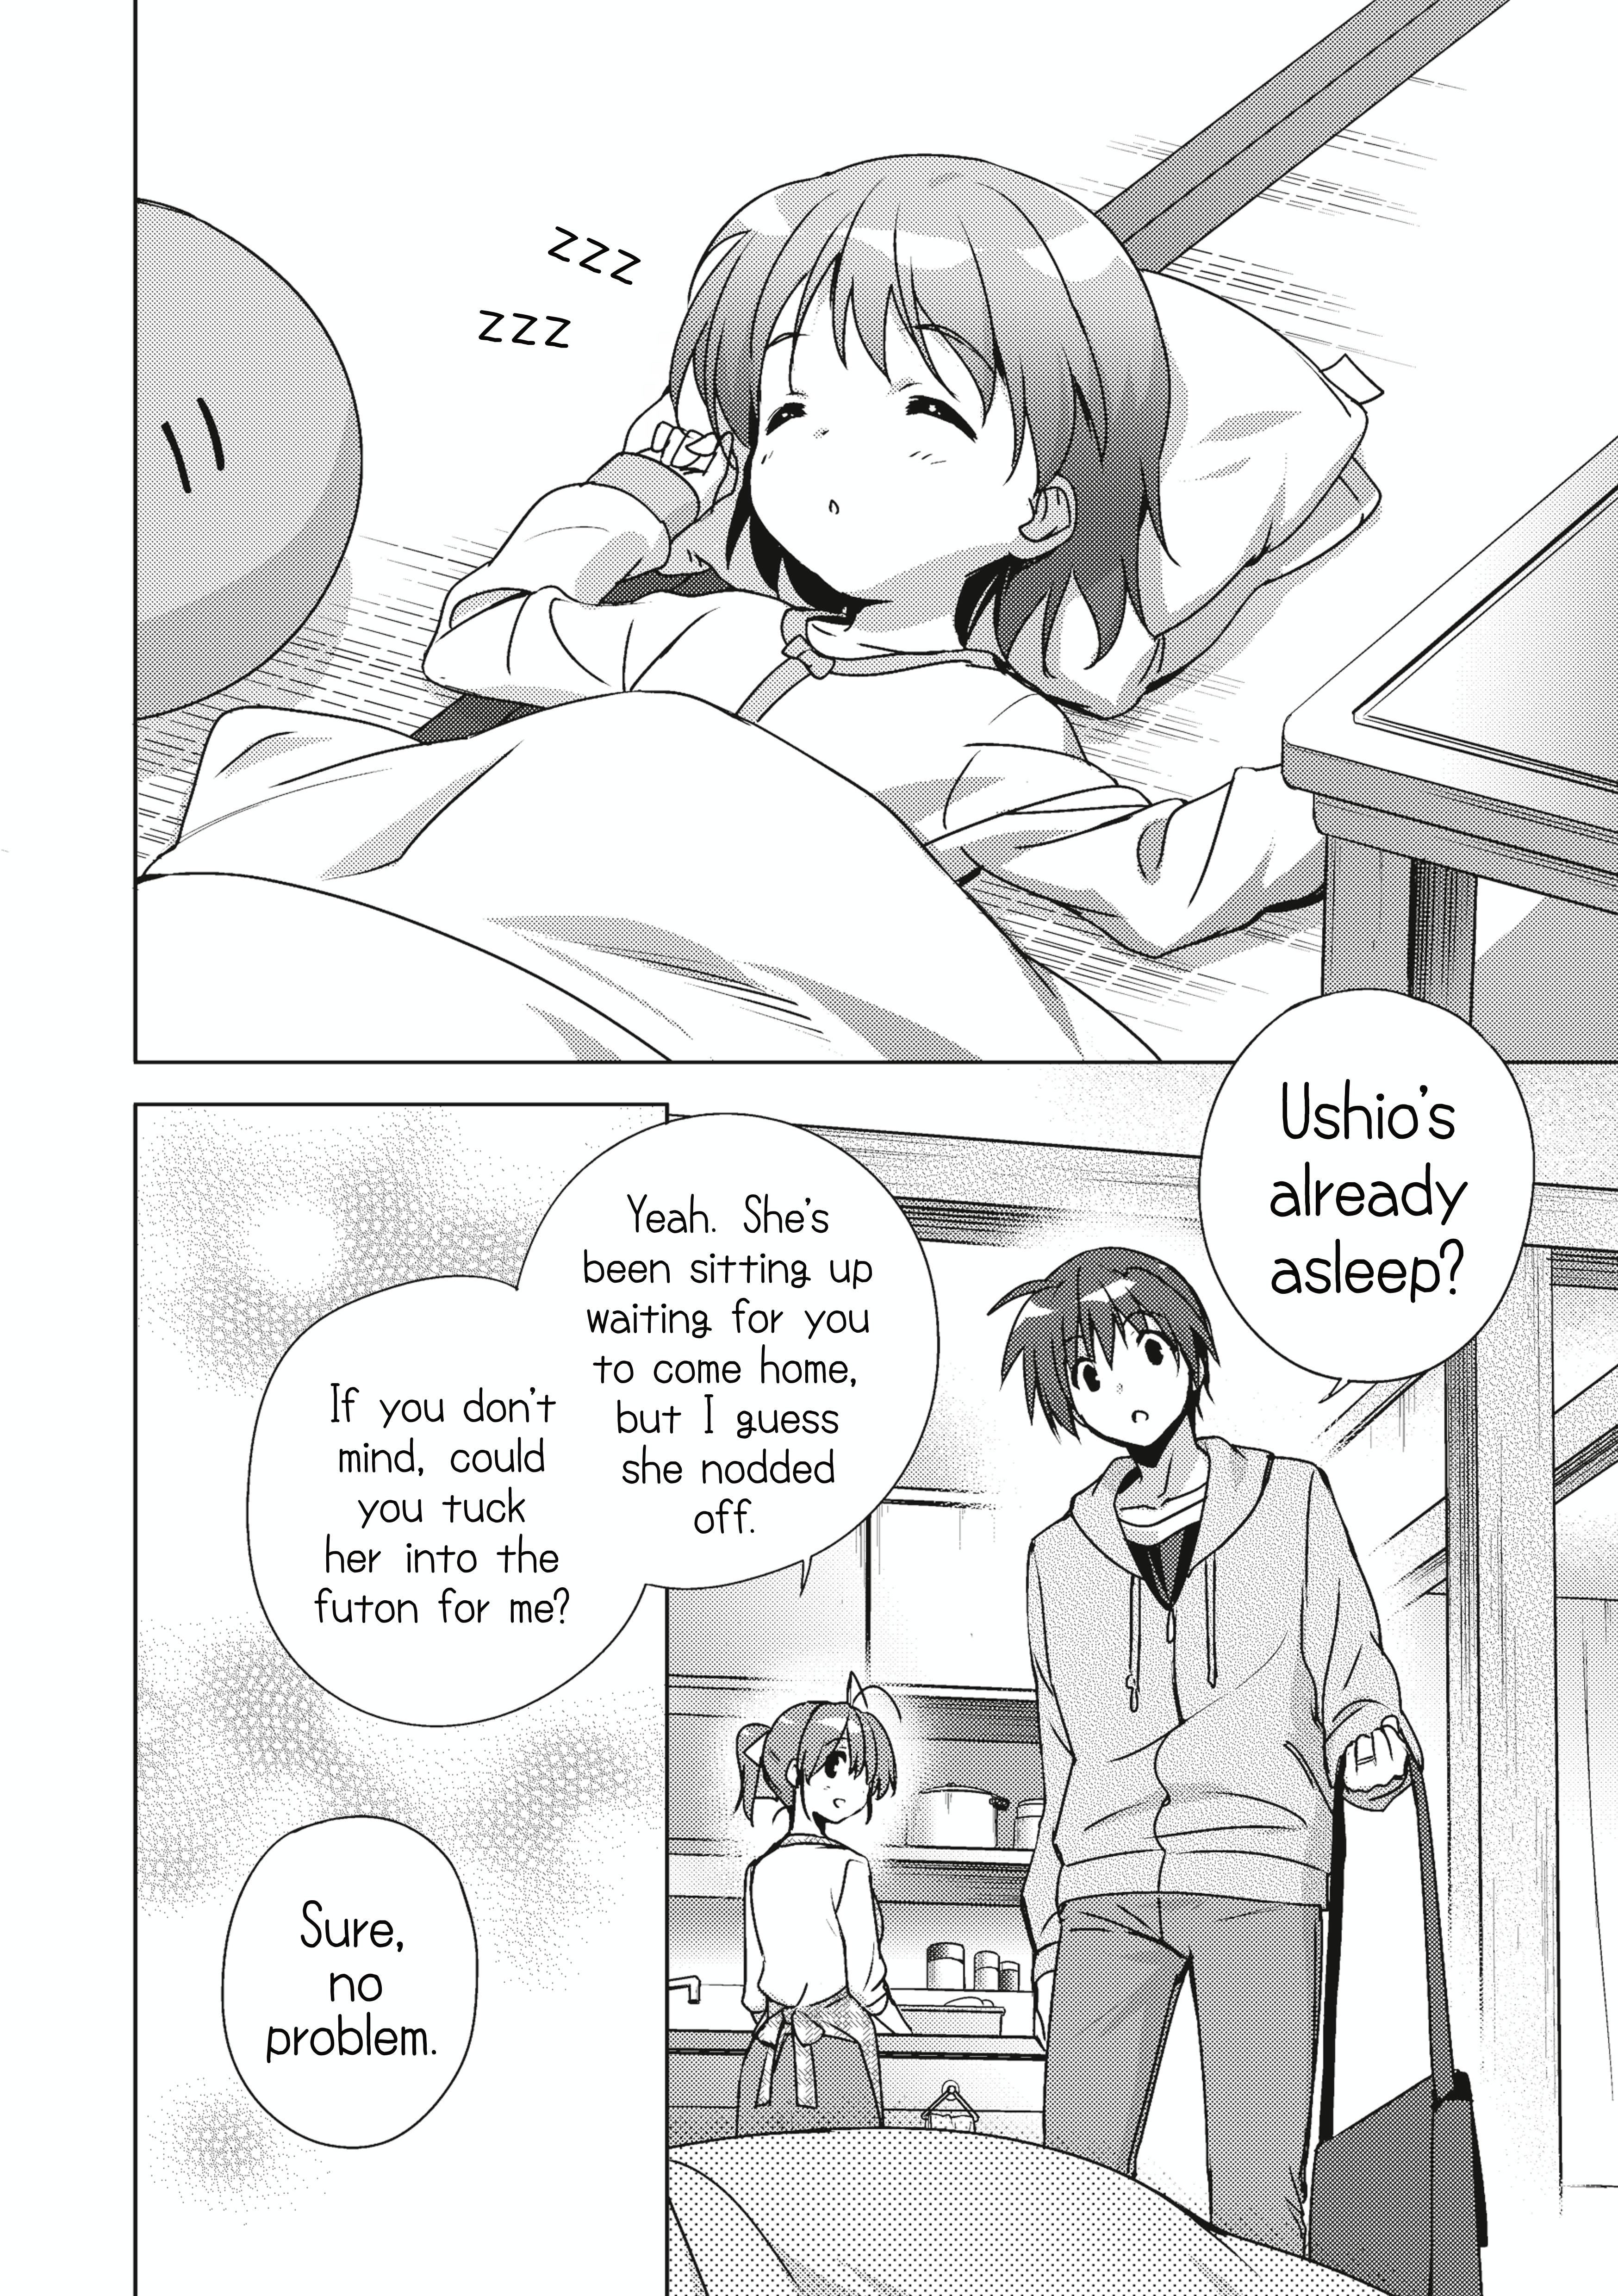 zzz
zzz
Ushio's
already
asleep?
Yeah. She's
been sitting up
waiting for you
to come home,
but I guess
she nodded
off.
If you don't
mind, could
you tuck
her into the
futon for me?
Sure,
no
problem.